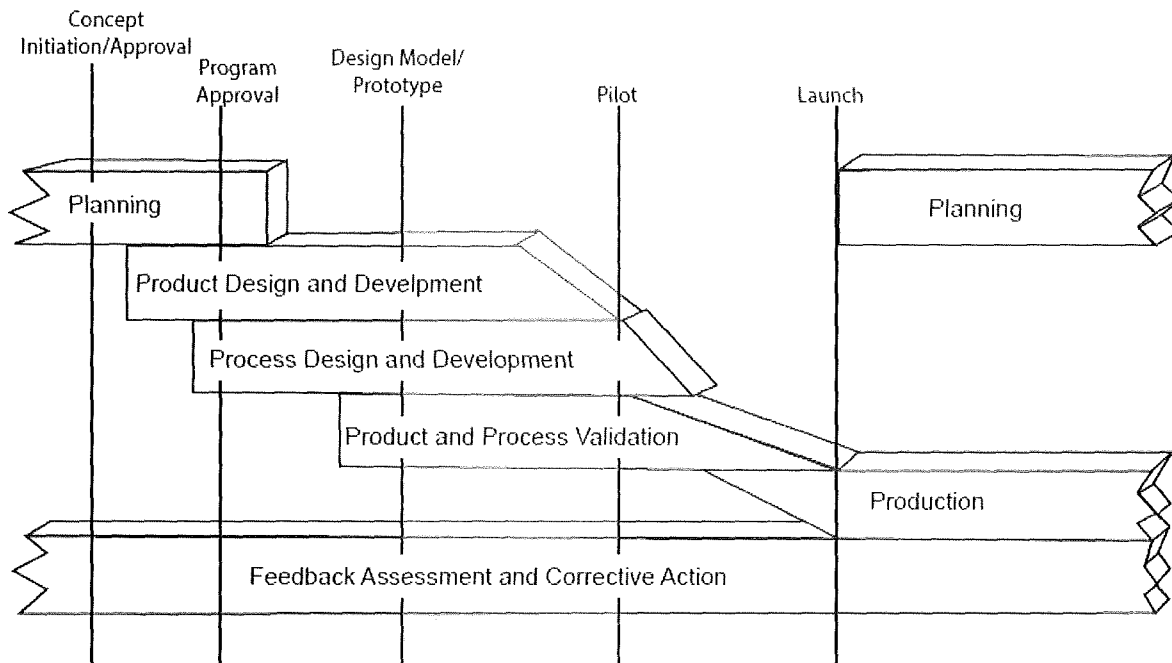 Concept
Initiation/Approval
Program
Approval
Design Model/
Prototype
Pilot
Launch
Planning
Planning
Product Design and Develpment
Process Design and Development
Product and Process Validation
Production
Feedback Assessment and Corrective Action